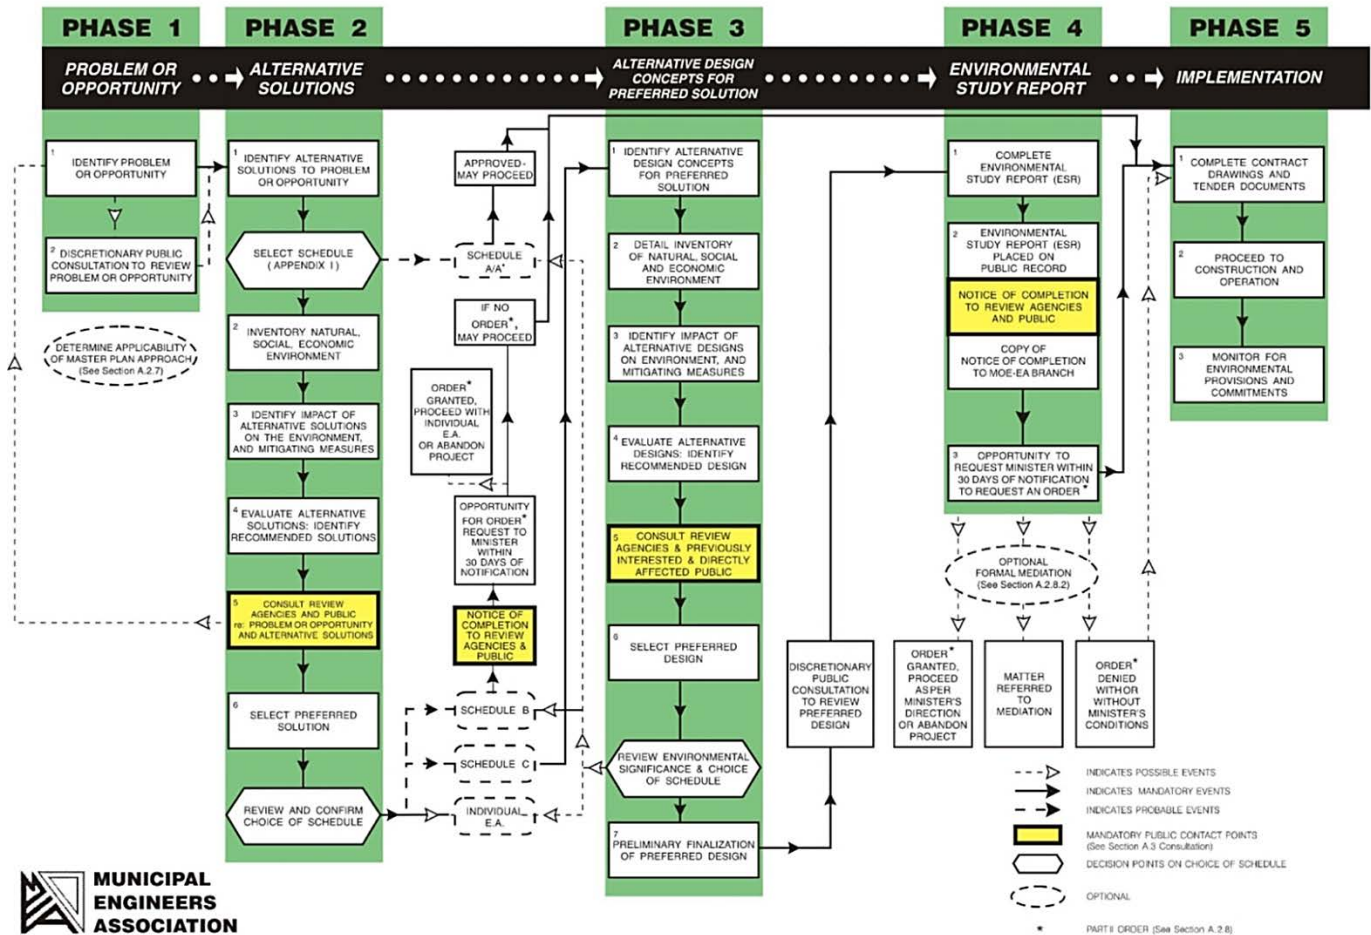 PHASE 1
PHASE 2
PHASE 3
PHASE 4
PHASE 5
PROBLEM OR
OPPORTUNITY
ALTERNATIVE
SOLUTIONS
ALTERNATIVE DESIGN
CONCEPTS FOR
PREFERRED SOLUTION
ENVIRONMENTAL
STUDY REPORT
IMPLEMENTATION
1
IDENTIFY PROBLEM
OR OPPORTUNITY
2
DISCRETIONARY PUBLIC
CONSULTATION TO REVIEW
PROBLEM OR OPPORTUNITY
DETERMINE APPLICABILITY
OF MASTER PLAN APPROACH
(See Section A.2.7)
1
IDENTIFY ALTERNATIVE
SOLUTIONS TO PROBLEM
OR OPPORTUNITY
SELECT SCHEDULE
(APPENDIX I)
2
INVENTORY NATURAL,
SOCIAL, ECONOMIC
ENVIRONMENT
3
IDENTIFY IMPACT OF
ALTERNATIVE SOLUTIONS
ON THE ENVIRONMENT,
AND MITIGATING MEASURES
4
EVALUATE ALTERNATIVE
SOLUTIONS: IDENTIFY
RECOMMENDED SOLUTIONS
5
CONSULT REVIEW
AGENCIES AND PUBLIC
re: PROBLEM OR OPPORTUNITY
AND ALTERNATIVE SOLUTIONS
6
SELECT PREFERRED
SOLUTION
REVIEW AND CONFIRM
CHOICE OF SCHEDULE
APPROVED-
MAY PROCEED
SCHEDULE
A/A+
IF NO
ORDER*,
MAY PROCEED
ORDER*
GRANTED,
PROCEED WITH
INDIVIDUAL
E.A.
OR ABANDON
PROJECT
OPPORTUNITY
FOR ORDER*
REQUEST TO
MINISTER
WITHIN
30 DAYS OF
NOTIFICATION
NOTICE OF
COMPLETION
TO REVIEW
AGENCIES &
PUBLIC
SCHEDULE B
SCHEDULE C
INDIVIDUAL
E.A.
1
IDENTIFY ALTERNATIVE
DESIGN CONCEPTS
FOR PREFERRED
SOLUTION
2
DETAIL INVENTORY
OF NATURAL, SOCIAL
AND ECONOMIC
ENVIRONMENT
3
IDENTIFY IMPACT OF
ALTERNATIVE DESIGNS
ON ENVIRONMENT, AND
MITIGATING MEASURES
4
EVALUATE ALTERNATIVE
DESIGNS: IDENTIFY
RECOMMENDED DESIGN
5
CONSULT REVIEW
AGENCIES & PREVIOUSLY
INTERESTED & DIRECTLY
AFFECTED PUBLIC
6
SELECT PREFERRED
DESIGN
REVIEW ENVIRONMENTAL
SIGNIFICANCE & CHOICE
OF SCHEDULE
7
PRELIMINARY FINALIZATION
OF PREFERRED DESIGN
DISCRETIONARY
PUBLIC
CONSULTATION
TO REVIEW
PREFERRED
DESIGN
1
COMPLETE
ENVIRONMENTAL
STUDY REPORT (ESR)
2
ENVIRONMENTAL
STUDY REPORT (ESR)
PLACED ON
PUBLIC RECORD
NOTICE OF COMPLETION
TO REVIEW AGENCIES
AND PUBLIC
COPY OF
NOTICE OF COMPLETION
TO MOE-EA BRANCH
3
OPPORTUNITY TO
REQUEST MINISTER WITHIN
30 DAYS OF NOTIFICATION
TO REQUEST AN ORDER*
OPTIONAL
FORMAL MEDIATION
(See Section A.2.8.2)
ORDER*
GRANTED,
PROCEED
AS PER
MINISTER'S
DIRECTION
OR ABANDON
PROJECT
MATTER
REFERRED
TO
MEDIATION
ORDER*
DENIED
WITH OR
WITHOUT
MINISTER'S
CONDITIONS
1
COMPLETE CONTRACT
DRAWINGS AND
TENDER DOCUMENTS
2
PROCEED TO
CONSTRUCTION AND
OPERATION
3
MONITOR FOR
ENVIRONMENTAL
PROVISIONS AND
COMMITMENTS
INDICATES POSSIBLE EVENTS
INDICATES MANDATORY EVENTS
INDICATES PROBABLE EVENTS
MANDATORY PUBLIC CONTACT POINTS
(See Section A.3 Consultation)
DECISION POINTS ON CHOICE OF SCHEDULE
OPTIONAL
* PART II ORDER (See Section A.2.8)
MUNICIPAL
ENGINEERS
ASSOCIATION